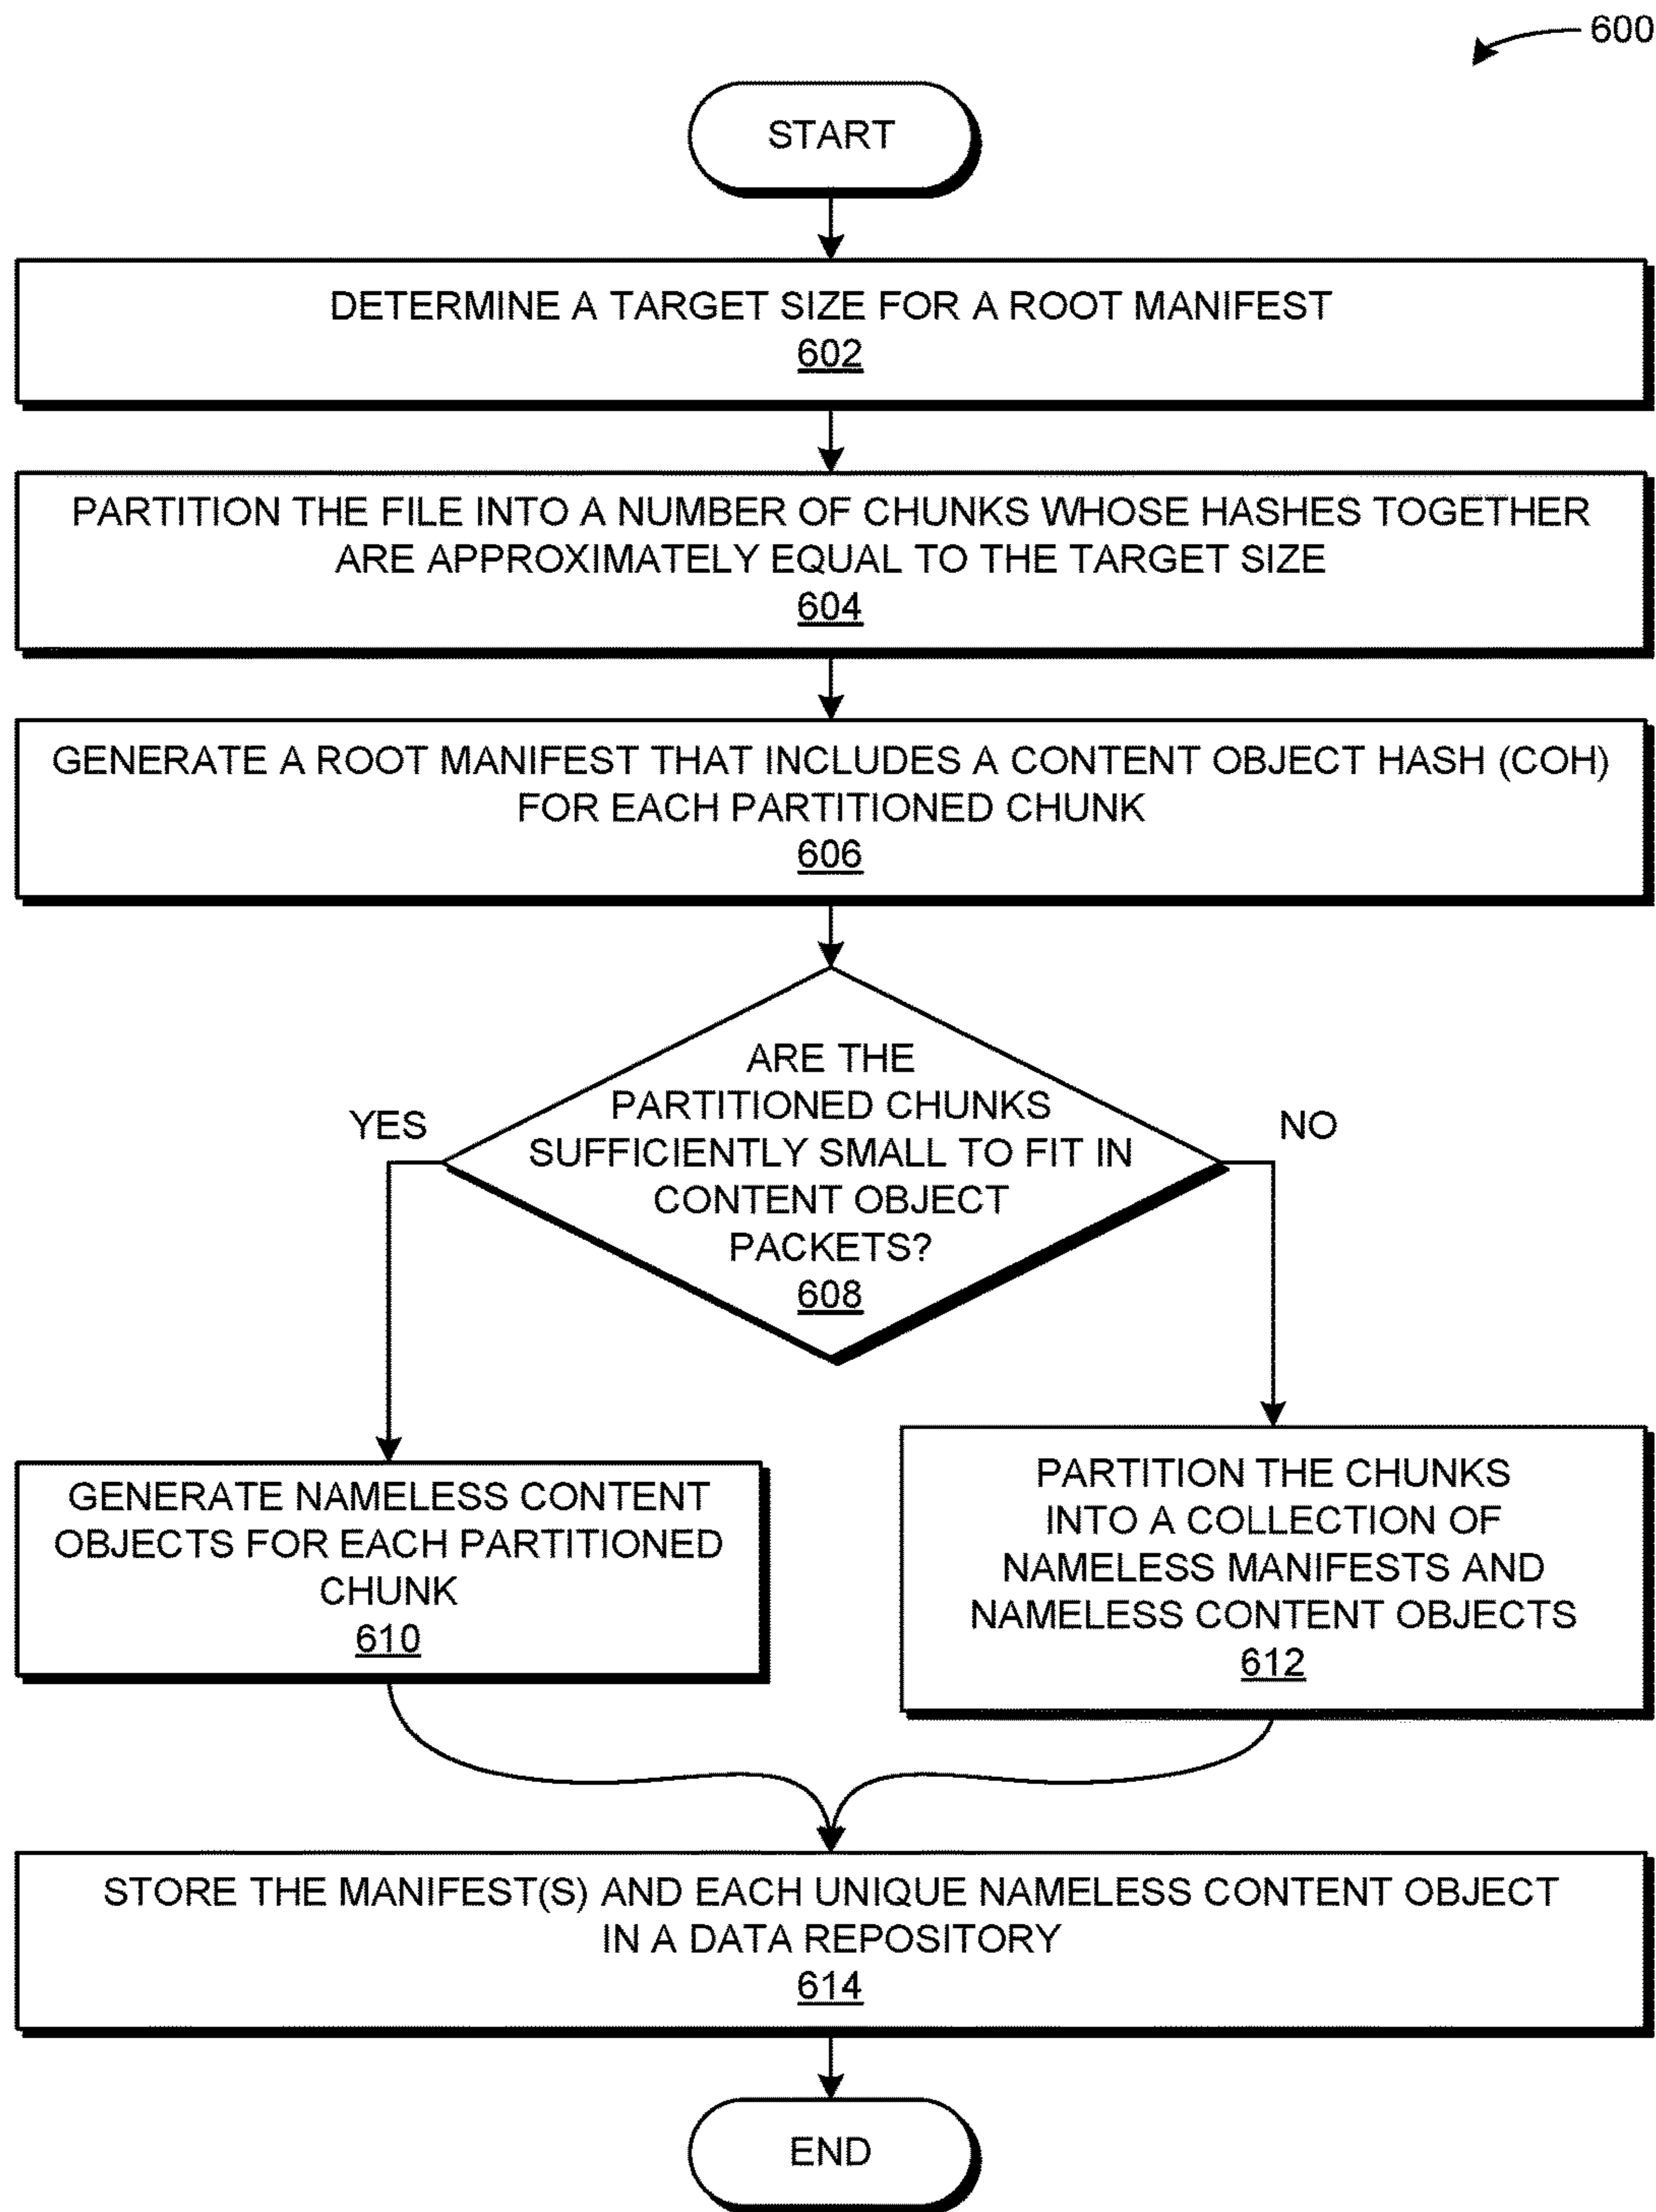 600
START
DETERMINE A TARGET SIZE FOR A ROOT MANIFEST
602
PARTITION THE FILE INTO A NUMBER OF CHUNKS WHOSE HASHES TOGETHER
ARE APPROXIMATELY EQUAL TO THE TARGET SIZE
604
GENERATE A ROOT MANIFEST THAT INCLUDES A CONTENT OBJECT HASH (COH)
FOR EACH PARTITIONED CHUNK
606
ARE THE
PARTITIONED CHUNKS
SUFFICIENTLY SMALL TO FIT IN
CONTENT OBJECT
PACKETS?
608
YES
NO
GENERATE NAMELESS CONTENT
OBJECTS FOR EACH PARTITIONED
CHUNK
610
PARTITION THE CHUNKS
INTO A COLLECTION OF
NAMELESS MANIFESTS AND
NAMELESS CONTENT OBJECTS
612
STORE THE MANIFEST(S) AND EACH UNIQUE NAMELESS CONTENT OBJECT
IN A DATA REPOSITORY
614
END